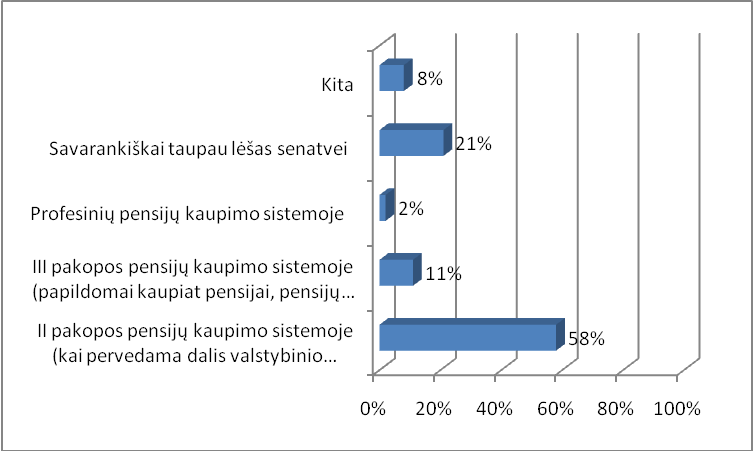 Kita
8%
Savarankiškai taupau lėšas senatvei
21%
Profesinių pensijų kaupimo sistemoje
2%
III pakopos pensijų kaupimo sistemoje
(papildomai kaupiat pensijai, pensijų...
11%
II pakopos pensijų kaupimo sistemoje
(kai pervedama dalis valstybinio...
58%
0% 20% 40% 60% 80% 100%